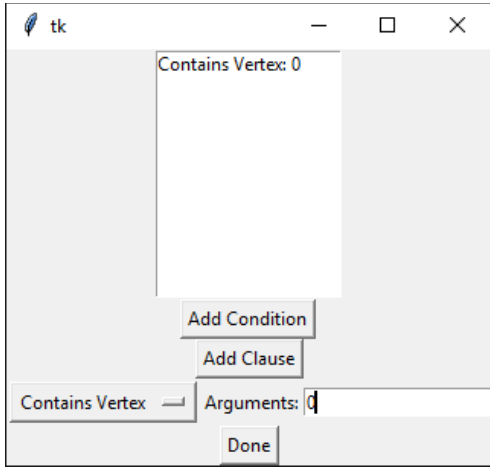 tk
Contains Vertex: 0
Add Condition
Add Clause
Contains Vertex Arguments: 0
Done